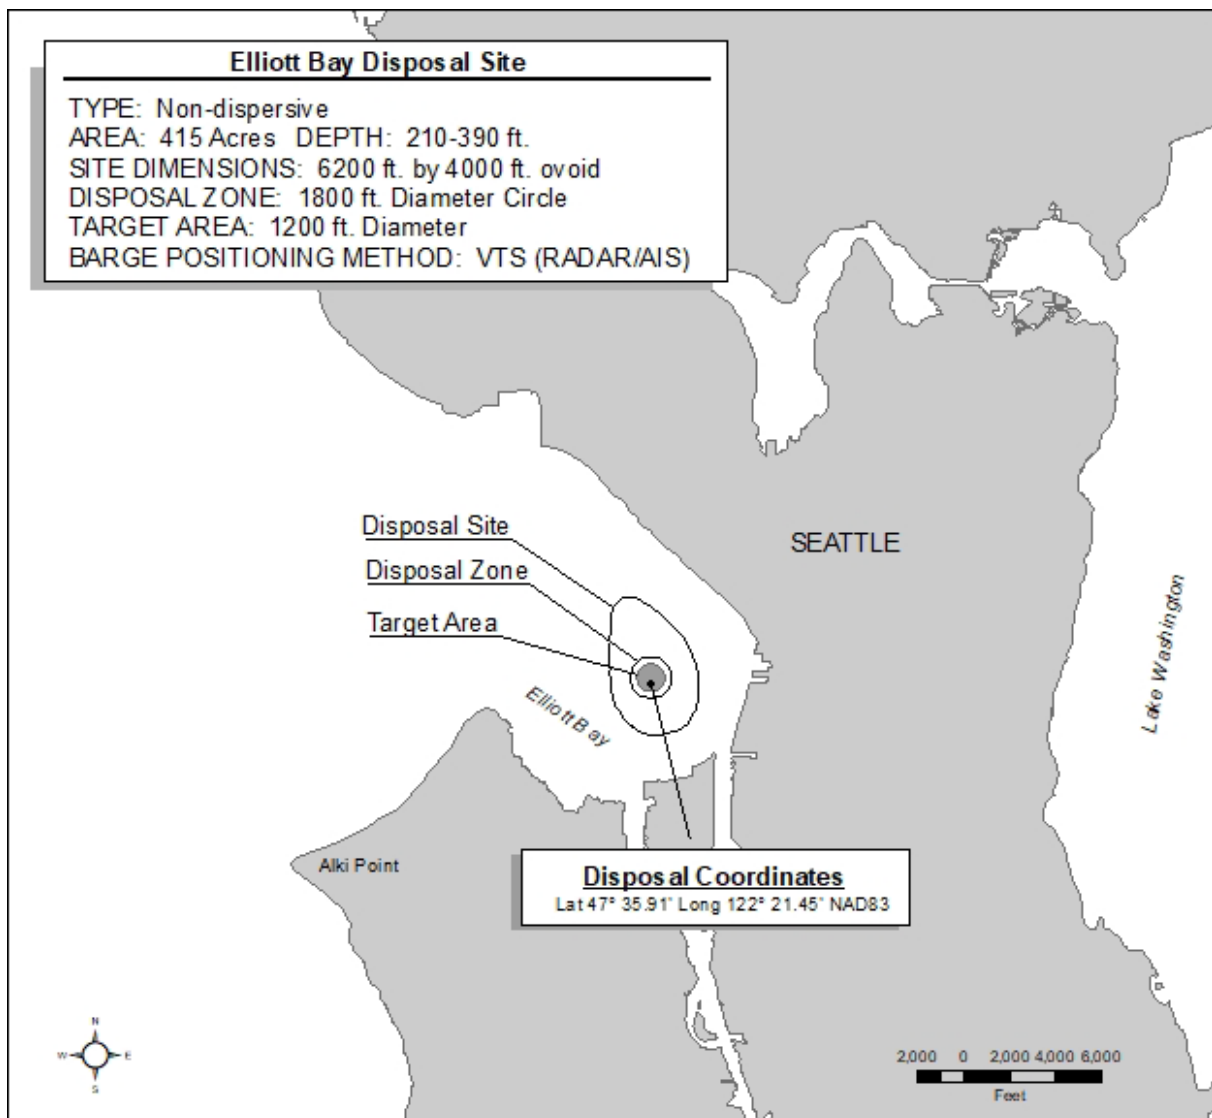 Elliott Bay Disposal Site
TYPE: Non-dispersive
AREA: 415 Acres DEPTH: 210-390 ft.
SITE DIMENSIONS: 6200 ft. by 4000 ft. ovoid
DISPOSAL ZONE: 1800 ft. Diameter Circle
TARGET AREA: 1200 ft. Diameter
BARGE POSITIONING METHOD: VTS (RADAR/AIS)
Disposal Site
SEATTLE
Disposal Zone
Target Area
Lake Washington
Elliott Bay
Alki Point
Disposal Coordinates
Lat 47° 35.91' Long 122° 21.45' NAD83
N
W E
S
2,000 0 2,000 4,000 6,000
Feet